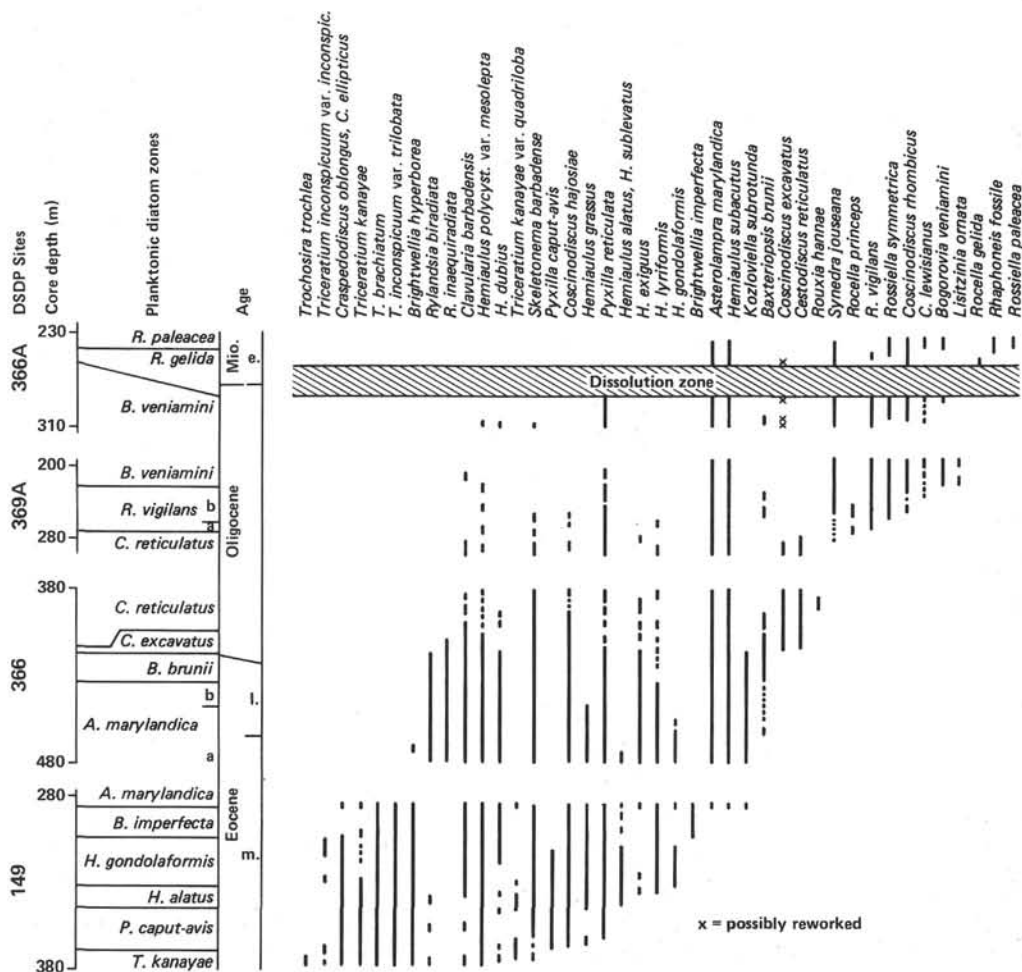 DSDP Sites
Core depth (m)
Planktonic diatom zones
Age
Trochosira trochlea
Triceratium inconspicuum var. inconspic.
Craspedodiscus oblongus, C. ellipticus
Triceratium kanayae
T. brachiatum
T. inconspicuum var. trilobata
Brightwellia hyperborea
Rylandsia biradiata
R. inaequiradiata
Clavularia barbadensis
Hemiaulus polycyst. var. mesolepta
H. dubius
Triceratium kanayae var. quadriloba
Skeletonema barbadense
Pyxilla caput-avis
Coscinodiscus hajosiae
Hemiaulus grassus
Pyxilla reticulata
Hemiaulus alatus, H. sublevatus
H. exiguus
H. lyriformis
H. gondolaformis
Brightwellia imperfecta
Asterolampra marylandica
Hemiaulus subacutus
Kozloviella subrotunda
Baxteriopsis brunii
Coscinodiscus excavatus
Cestodiscus reticulatus
Rouxia hannae
Synedra jouseana
Rocella princeps
R. vigilans
Rossiella symmetrica
Coscinodiscus rhombicus
C. lewisianus
Bogorovia veniamini
Lisitzinia ornata
Rocella gelida
Rhaphoneis fossile
Rossiella paleacea
366A
230
R. paleacea
R. gelida
Mio.
e.
x
Dissolution zone
B. veniamini
x
310
xx
369A
200
B. veniamini
R. vigilans
b
a
280
C. reticulatus
Oligocene
366
380
C. reticulatus
C. excavatus
B. brunii
b
l.
A. marylandica
a
480
149
280
A. marylandica
B. imperfecta
Eocene
H. gondolaformis
m.
H. alatus
P. caput-avis
x = possibly reworked
T. kanayae
380